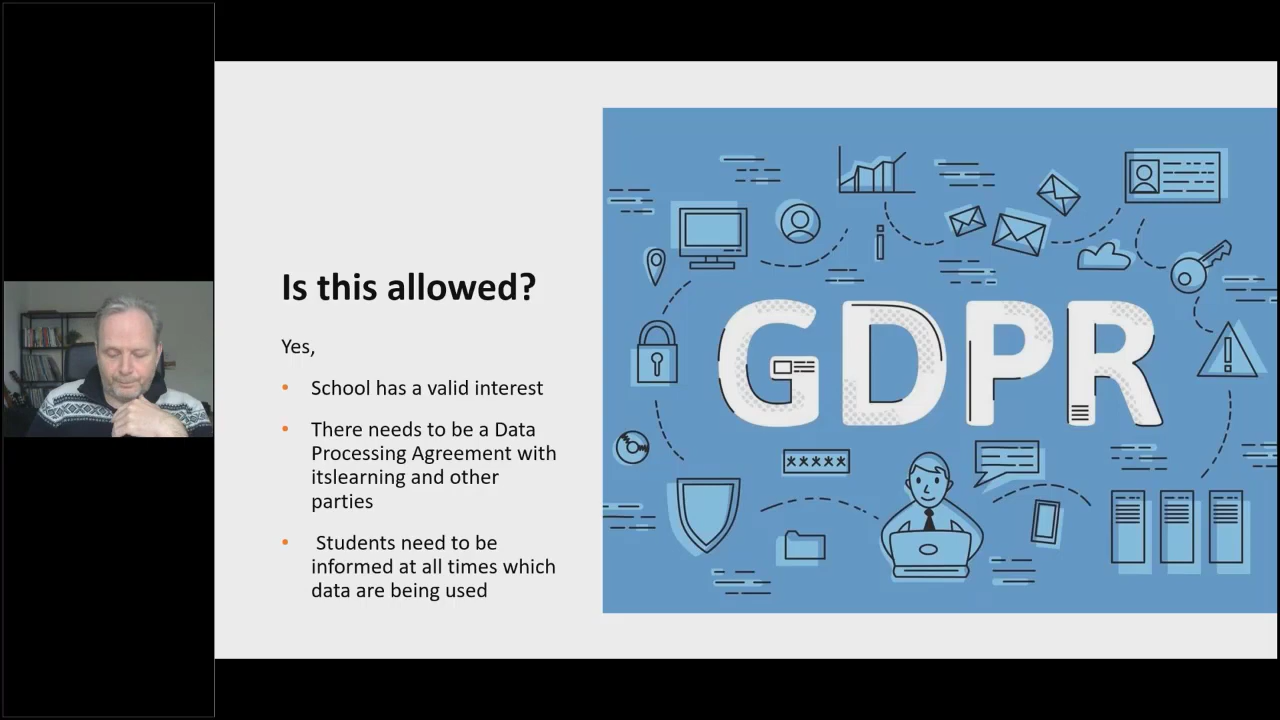 Is this allowed?
Yes,
• School has a valid interest
• There needs to be a Data
Processing Agreement with
itslearning and other
parties
• Students need to be
informed at all times which
data are being used
GDPR
*****